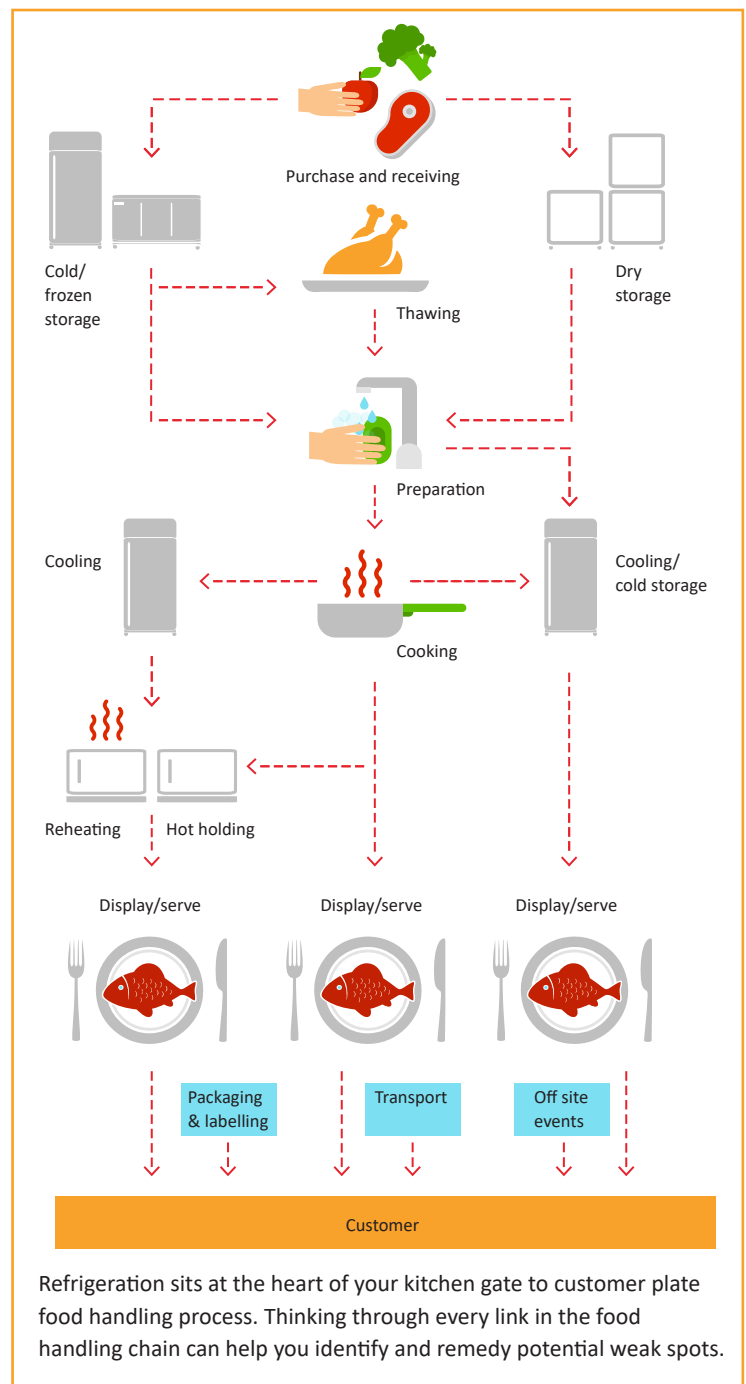 Purchase and receiving
Cold/
frozen
storage
Thawing
Dry
storage
Preparation
Cooling
Cooling/
cold storage
Cooking
Reheating
Hot holding
Display/serve
Display/serve
Display/serve
Packaging
& labelling
Transport
Off site
events
Customer
Refrigeration sits at the heart of your kitchen gate to customer plate
food handling process. Thinking through every link in the food
handling chain can help you identify and remedy potential weak spots.